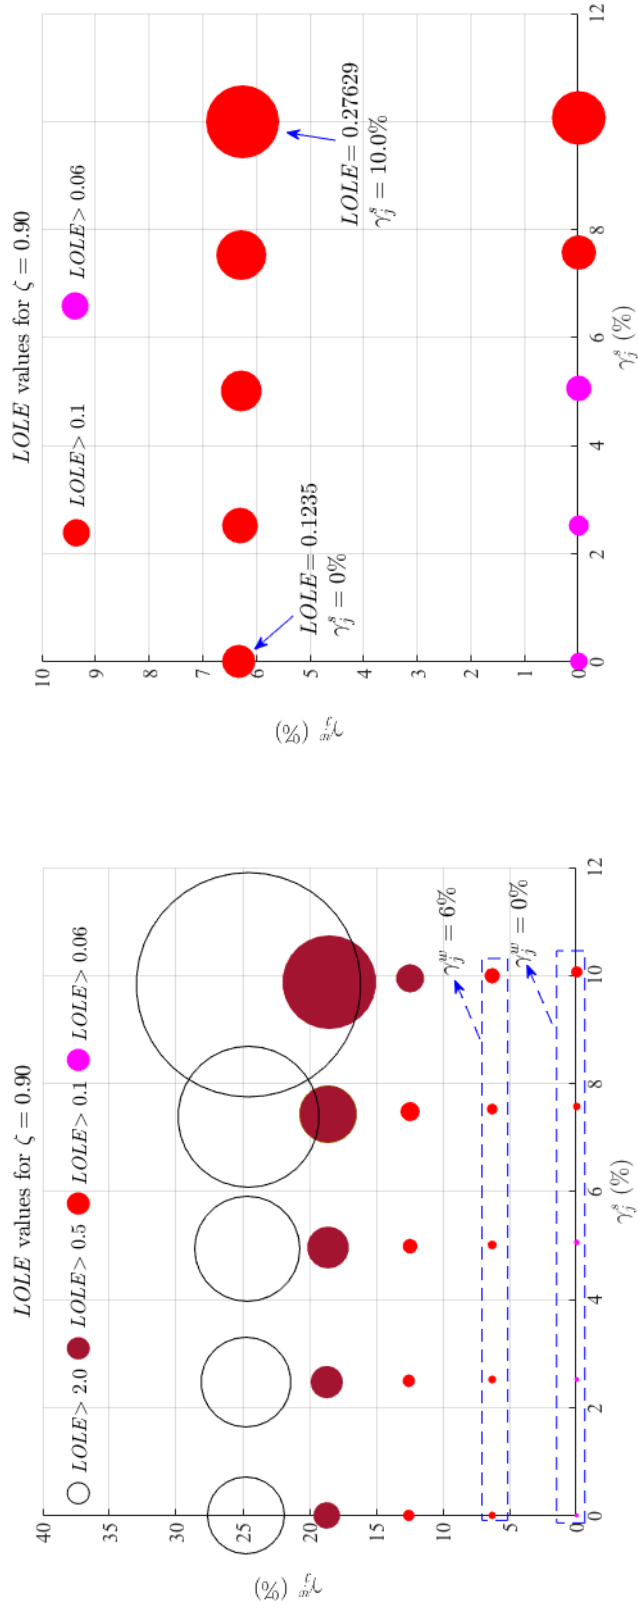 LOLE values for ζ = 0.90
LOLE> 2.0 LOLE> 0.5 LOLE> 0.1 LOLE> 0.06
40
35
30
25
20
15
10
5
0
γ_j^w (%)
γ_j^w = 6%
γ_j^w = 0%
0 2 4 6 8 10 12
γ_j^s (%)
LOLE values for ζ = 0.90
LOLE> 0.1 LOLE> 0.06
10
9
8
7
6
5
4
3
2
1
0
γ_j^w (%)
LOLE = 0.1235
γ_j^s = 0%
LOLE = 0.27629
γ_j^s = 10.0%
0 2 4 6 8 12
γ_j^s (%)